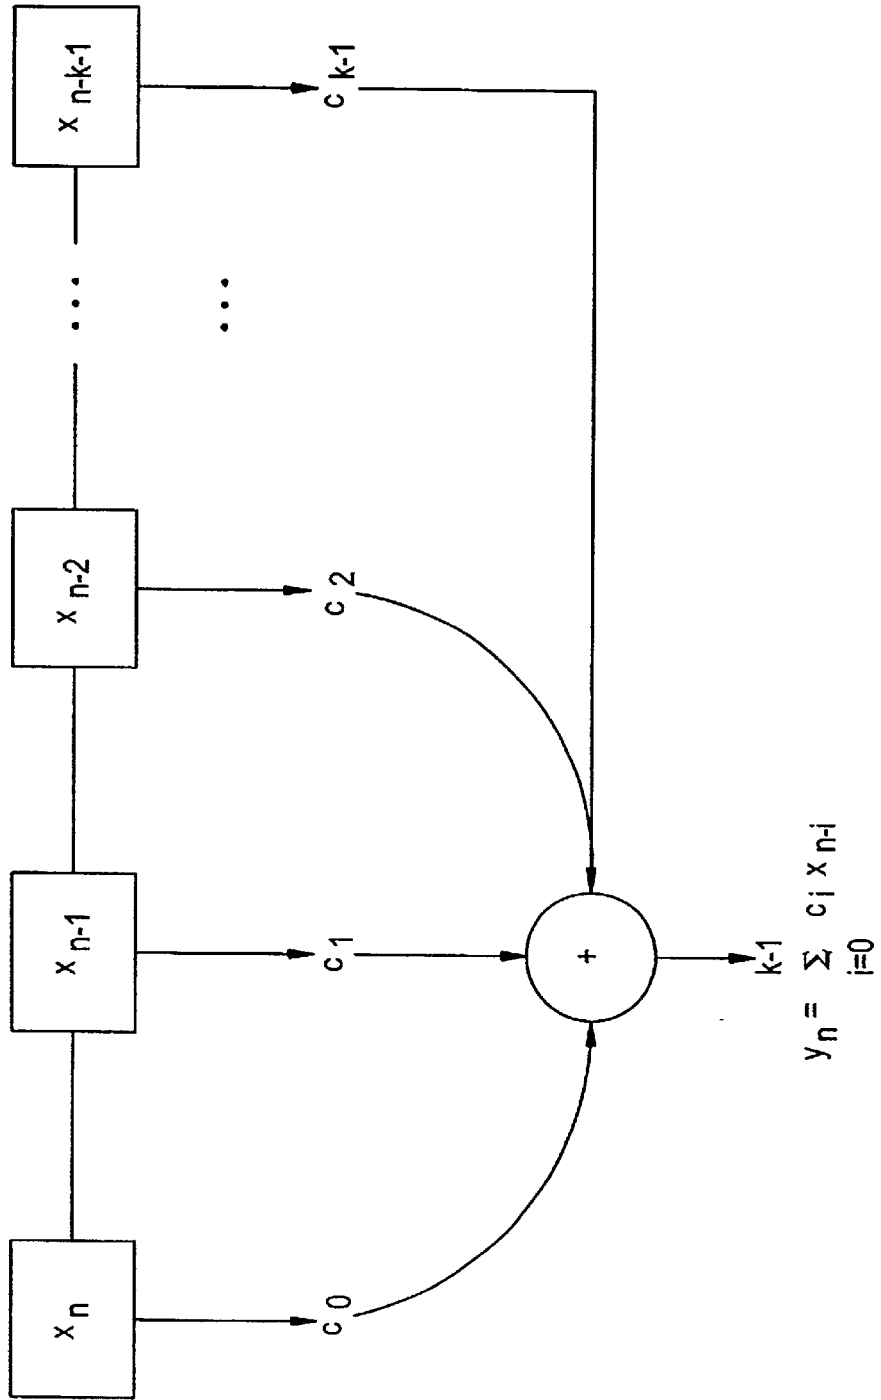 x n
x n-1
x n-2
...
x n-k-1
c 0
c 1
c 2
...
c k-1
+
k-1
y n = Σ c i x n-i
i=0